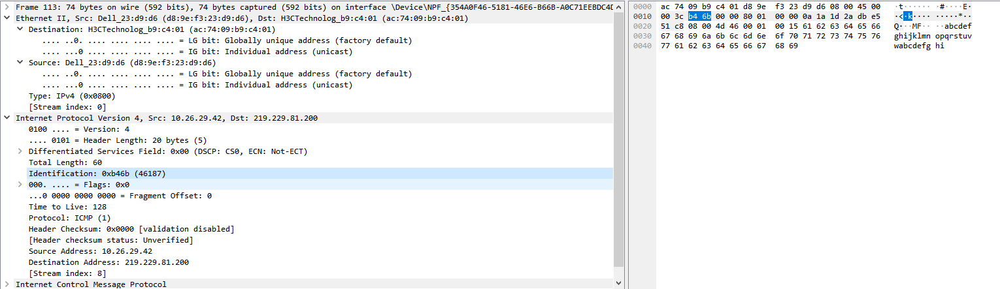 Frame 113: 74 bytes on wire (592 bits), 74 bytes captured (592 bits) on interface \Device\NPF_{354A0F46-5181-46E6-B66B-A0C71EEBDC4D
Ethernet II, Src: Dell_23:d9:d6 (d8:9e:f3:23:d9:d6), Dst: H3CTechnolog_b9:c4:01 (ac:74:09:b9:c4:01)
Destination: H3CTechnolog_b9:c4:01 (ac:74:09:b9:c4:01)
.... ..0. .... .... .... .... = LG bit: Globally unique address (factory default)
.... ...0 .... .... .... .... = IG bit: Individual address (unicast)
Source: Dell_23:d9:d6 (d8:9e:f3:23:d9:d6)
.... ..0. .... .... .... .... = LG bit: Globally unique address (factory default)
.... ...0 .... .... .... .... = IG bit: Individual address (unicast)
Type: IPv4 (0x0800)
[Stream index: 0]
Internet Protocol Version 4, Src: 10.26.29.42, Dst: 219.229.81.200
0100 .... = Version: 4
.... 0101 = Header Length: 20 bytes (5)
Differentiated Services Field: 0x00 (DSCP: CS0, ECN: Not-ECT)
Total Length: 60
Identification: 0xb46b (46187)
000. .... = Flags: 0x0
...0 0000 0000 0000 = Fragment Offset: 0
Time to Live: 128
Protocol: ICMP (1)
Header Checksum: 0x0000 [validation disabled]
[Header checksum status: Unverified]
Source Address: 10.26.29.42
Destination Address: 219.229.81.200
[Stream index: 8]
Internet Control Message Protocol
0000 ac 74 09 b9 c4 01 d8 9e f3 23 d9 d6 08 00 45 00 ·t·······#····E·
0010 00 3c b4 6b 00 00 80 01 00 00 0a 1a 1d 2a db e5 ·<·k·········*··
0020 51 c8 08 00 4d 46 00 01 00 15 61 62 63 64 65 66 Q···MF····abcdef
0030 67 68 69 6a 6b 6c 6d 6e 6f 70 71 72 73 74 75 76 ghijklmn opqrstuv
0040 77 61 62 63 64 65 66 67 68 69 wabcdefg hi